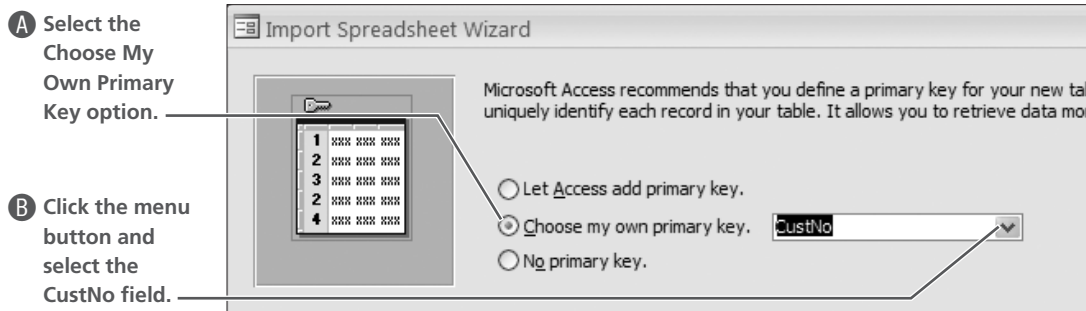 A Select the
Choose My
Own Primary
Key option.
B Click the menu
button and
select the
CustNo field.
Import Spreadsheet Wizard
Microsoft Access recommends that you define a primary key for your new
uniquely identify each record in your table. It allows you to retrieve data
1 xxx xxx xxx
2 xxx xxx xxx
3 xxx xxx xxx
2 xxx xxx xxx
4 xxx xxx xxx
Let Access add primary key.
Choose my own primary key. CustNo
No primary key.